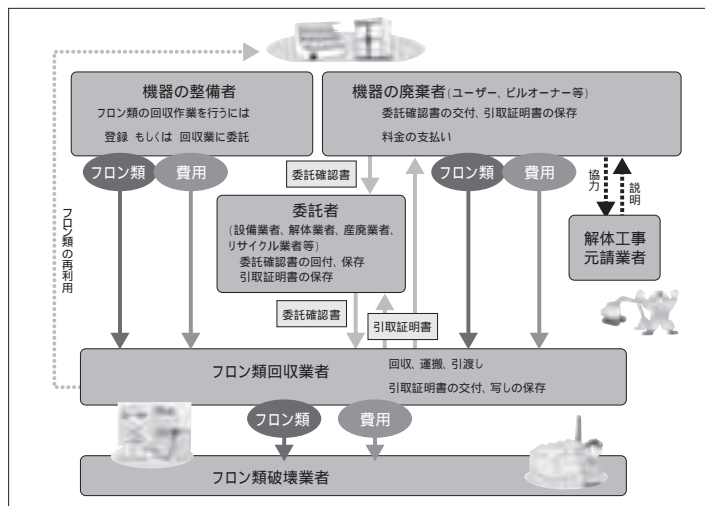 機器の整備者
フロン類の回収作業を行うには
登録 もしくは 回収業に委託
機器の廃棄者(ユーザー、ビルオーナー等)
委託確認書の交付、引取証明書の保存
料金の支払い
フロン類
費用
委託確認書
フロン類
費用
協力
説明
委託者
(設備業者、解体業者、産廃業者、
リサイクル業者等)
委託確認書の回付、保存
引取証明書の保存
解体工事
元請業者
フロン類の再利用
委託確認書
引取証明書
フロン類回収業者
回収、運搬、引渡し
引取証明書の交付、写しの保存
フロン類
費用
フロン類破壊業者